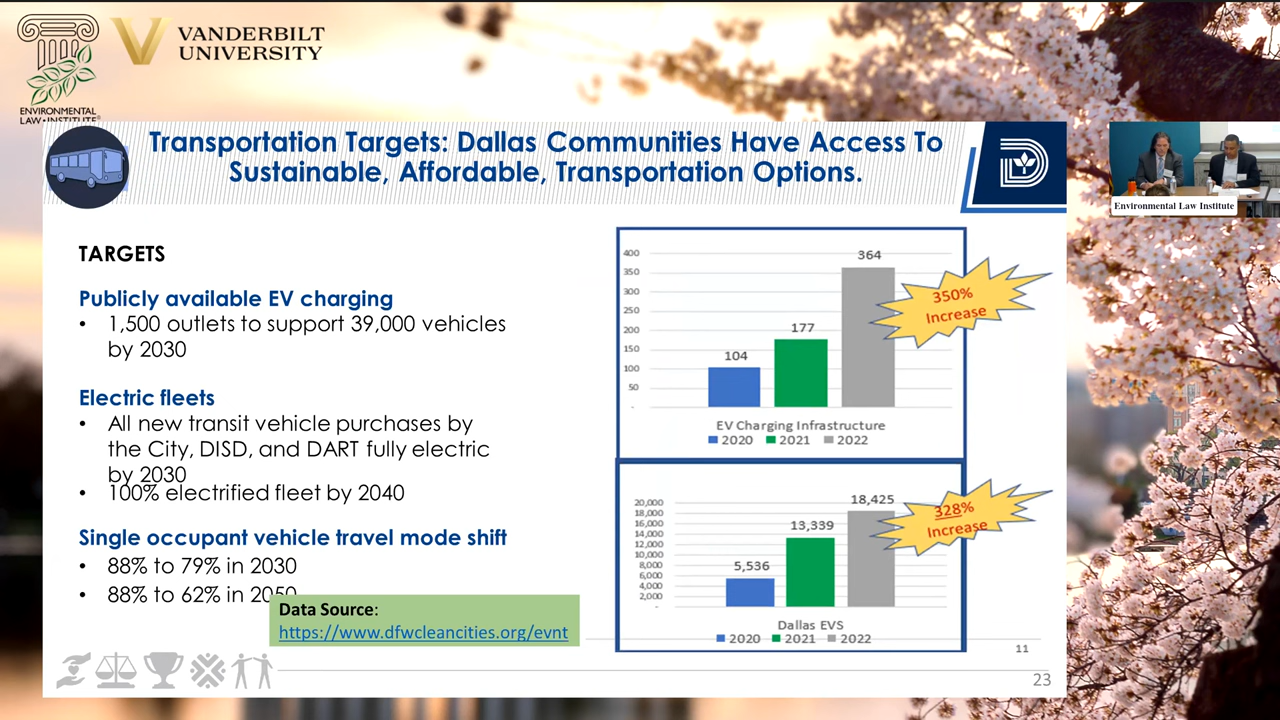 VANDERBILT
UNIVERSITY
ENVIRONMENTAL
LAW•INSTITUTE®
Transportation Targets: Dallas Communities Have Access To
Sustainable, Affordable, Transportation Options.
Environmental Law Institute
TARGETS
Publicly available EV charging
• 1,500 outlets to support 39,000 vehicles
by 2030
Electric fleets
• All new transit vehicle purchases by
the City, DISD, and DART fully electric
by 2030
• 100% electrified fleet by 2040
Single occupant vehicle travel mode shift
• 88% to 79% in 2030
• 88% to 62% in 2050
Data Source:
https://www.dfwcleancities.org/evnt
400
350
300
250
200
150
100
50
-
104
177
364
350%
Increase
EV Charging Infrastructure
2020 2021 2022
20,000
18,000
16,000
14,000
12,000
10,000
8,000
6,000
4,000
2,000
-
5,536
13,339
18,425
328%
Increase
Dallas EVS
2020 2021 2022
11
23